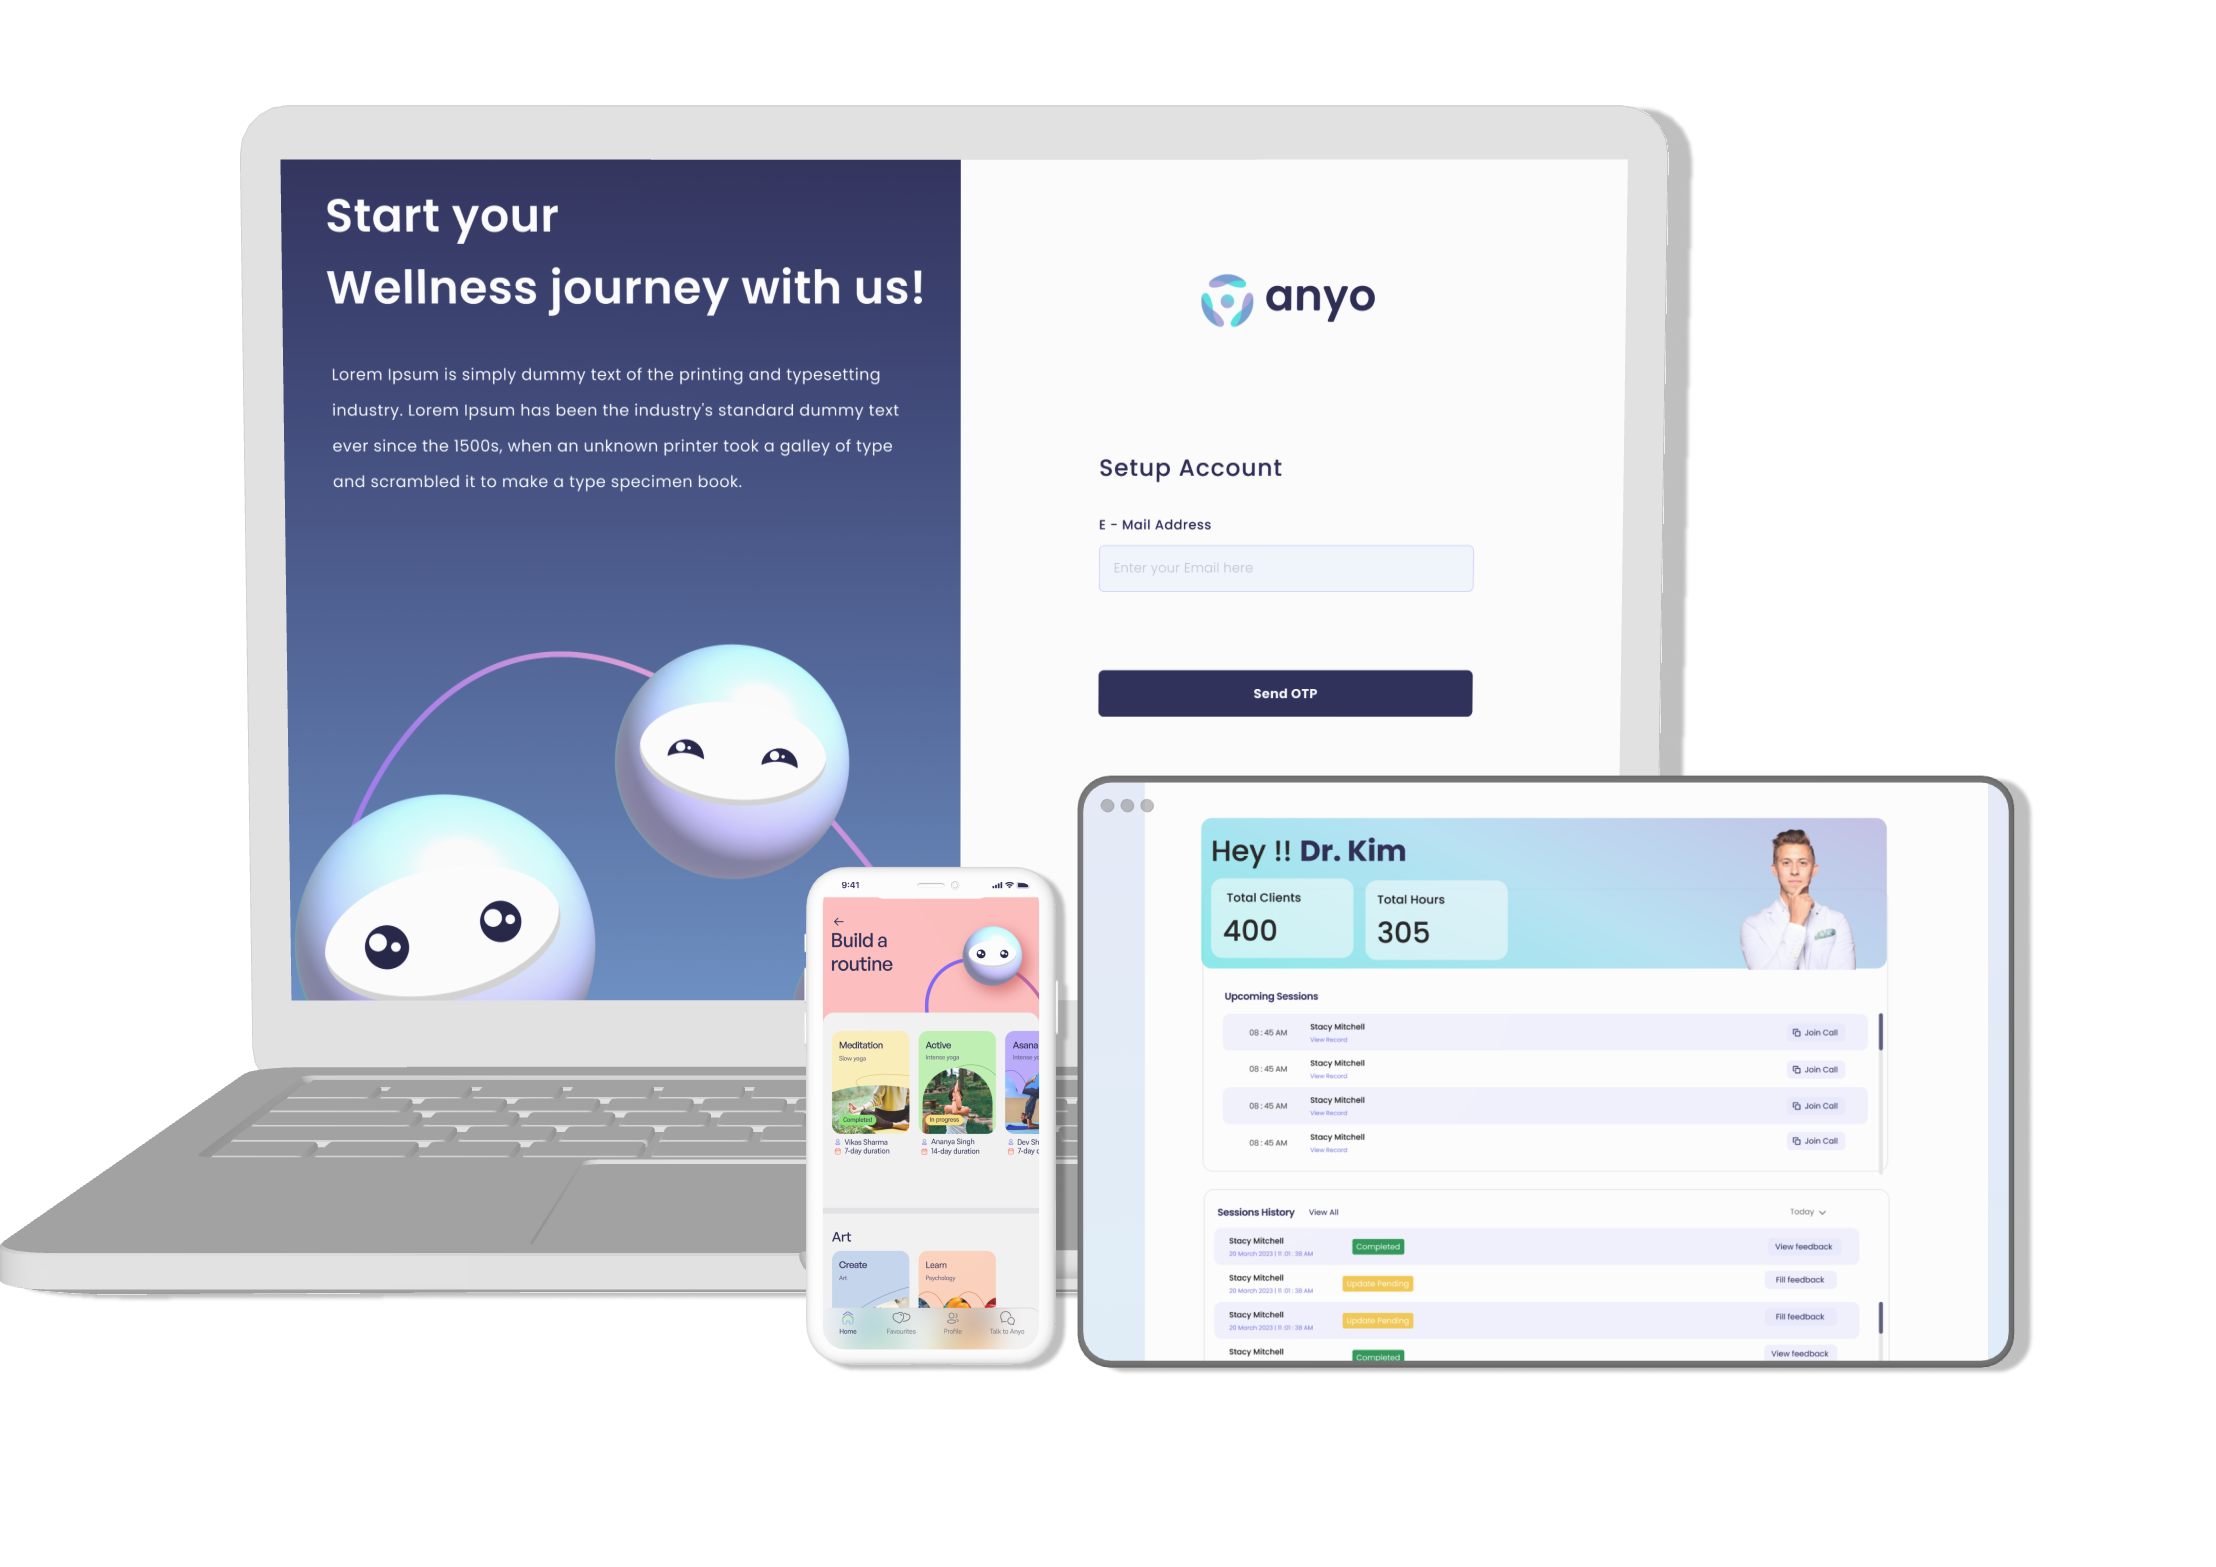 Start your
Wellness journey with us!
Lorem Ipsum is simply dummy text of the printing and typesetting
industry. Lorem Ipsum has been the industry's standard dummy text
ever since the 1500s, when an unknown printer took a galley of type
and scrambled it to make a type specimen book.
anyo
Setup Account
E - Mail Address
Enter your Email here
Send OTP
9:41
Build a
routine
Meditation
Slow yoga
Completed
Vikas Sharma
7-day duration
Active
Intense yoga
In progress
Ananya Singh
14-day duration
Asana
Intense yo
Dev Sh
7-day d
Art
Create
Art
Learn
Psychology
Home
Favourites
Profile
Talk to Anyo
Hey !! Dr. Kim
Total Clients
400
Total Hours
305
Upcoming Sessions
08 : 45 AM
Stacy Mitchell
View Record
Join Call
08 : 45 AM
Stacy Mitchell
View Record
Join Call
08 : 45 AM
Stacy Mitchell
View Record
Join Call
08 : 45 AM
Stacy Mitchell
View Record
Join Call
Sessions History View All Today
Stacy Mitchell
20 March 2023 | 11 :01 : 38 AM
Completed
View feedback
Stacy Mitchell
20 March 2023 | 11 :01 : 38 AM
Update Pending
Fill feedback
Stacy Mitchell
20 March 2023 | 11 :01 : 38 AM
Update Pending
Fill feedback
Stacy Mitchell
Completed
View feedback